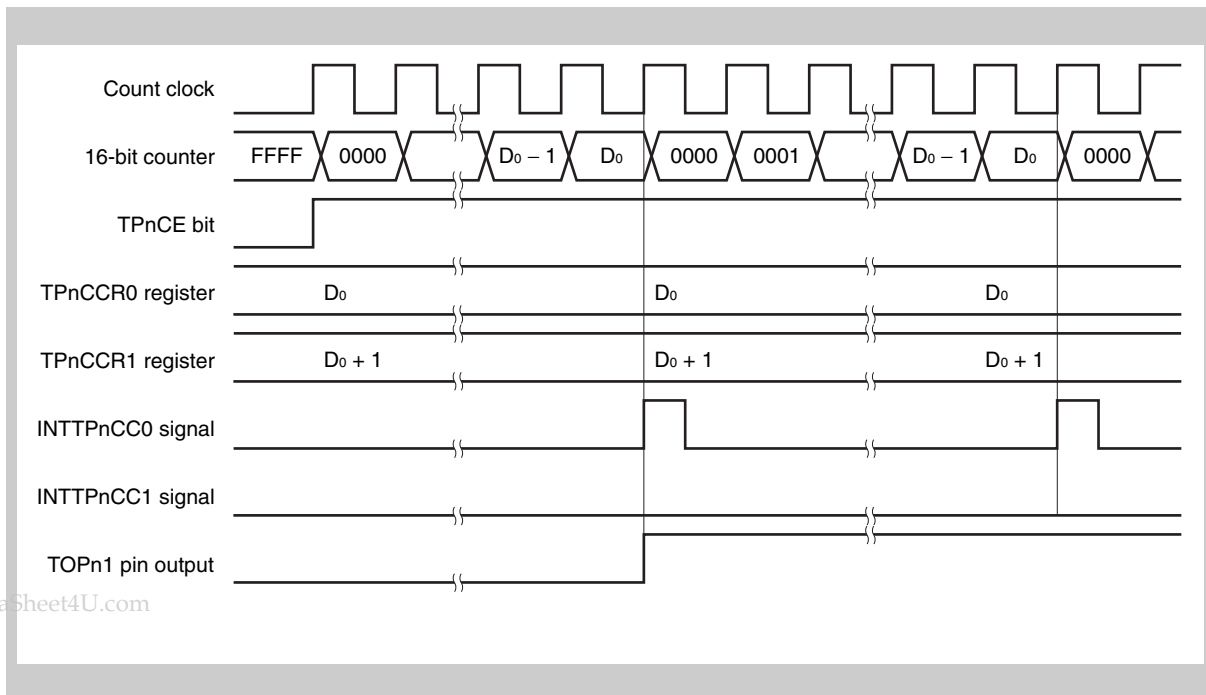 Count clock
16-bit counter FFFF 0000 D0 – 1 D0 0000 0001 D0 – 1 D0 0000
TPnCE bit
TPnCCR0 register D0 D0 D0
TPnCCR1 register D0 + 1 D0 + 1 D0 + 1
INTTPnCC0 signal
INTTPnCC1 signal
TOPn1 pin output
aSheet4U.com